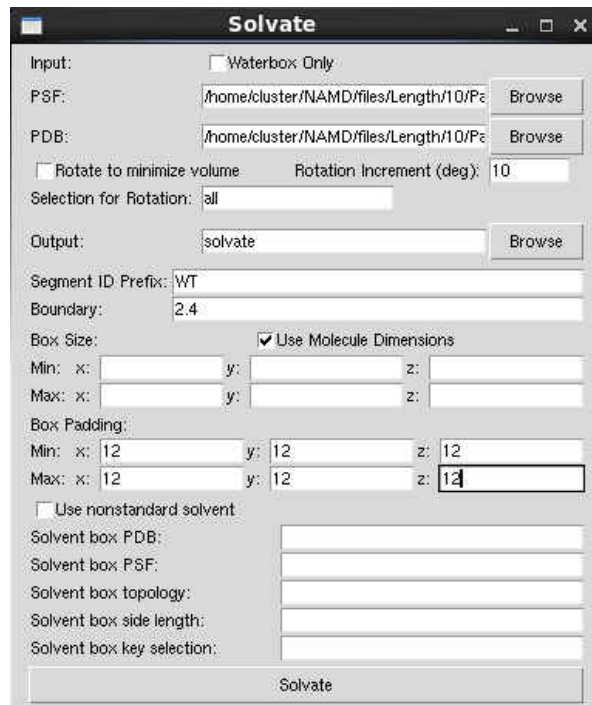 Solvate
Input: Waterbox Only
PSF: /home/cluster/NAMD/files/Length/10/Pa Browse
PDB: /home/cluster/NAMD/files/Length/10/Pa Browse
Rotate to minimize volume Rotation Increment (deg): 10
Selection for Rotation: all
Output: solvate Browse
Segment ID Prefix: WT
Boundary: 2.4
Box Size: Use Molecule Dimensions
Min: x: y: z:
Max: x: y: z:
Box Padding:
Min: x: 12 y: 12 z: 12
Max: x: 12 y: 12 z: 12
Use nonstandard solvent
Solvent box PDB:
Solvent box PSF:
Solvent box topology:
Solvent box side length:
Solvent box key selection:
Solvate